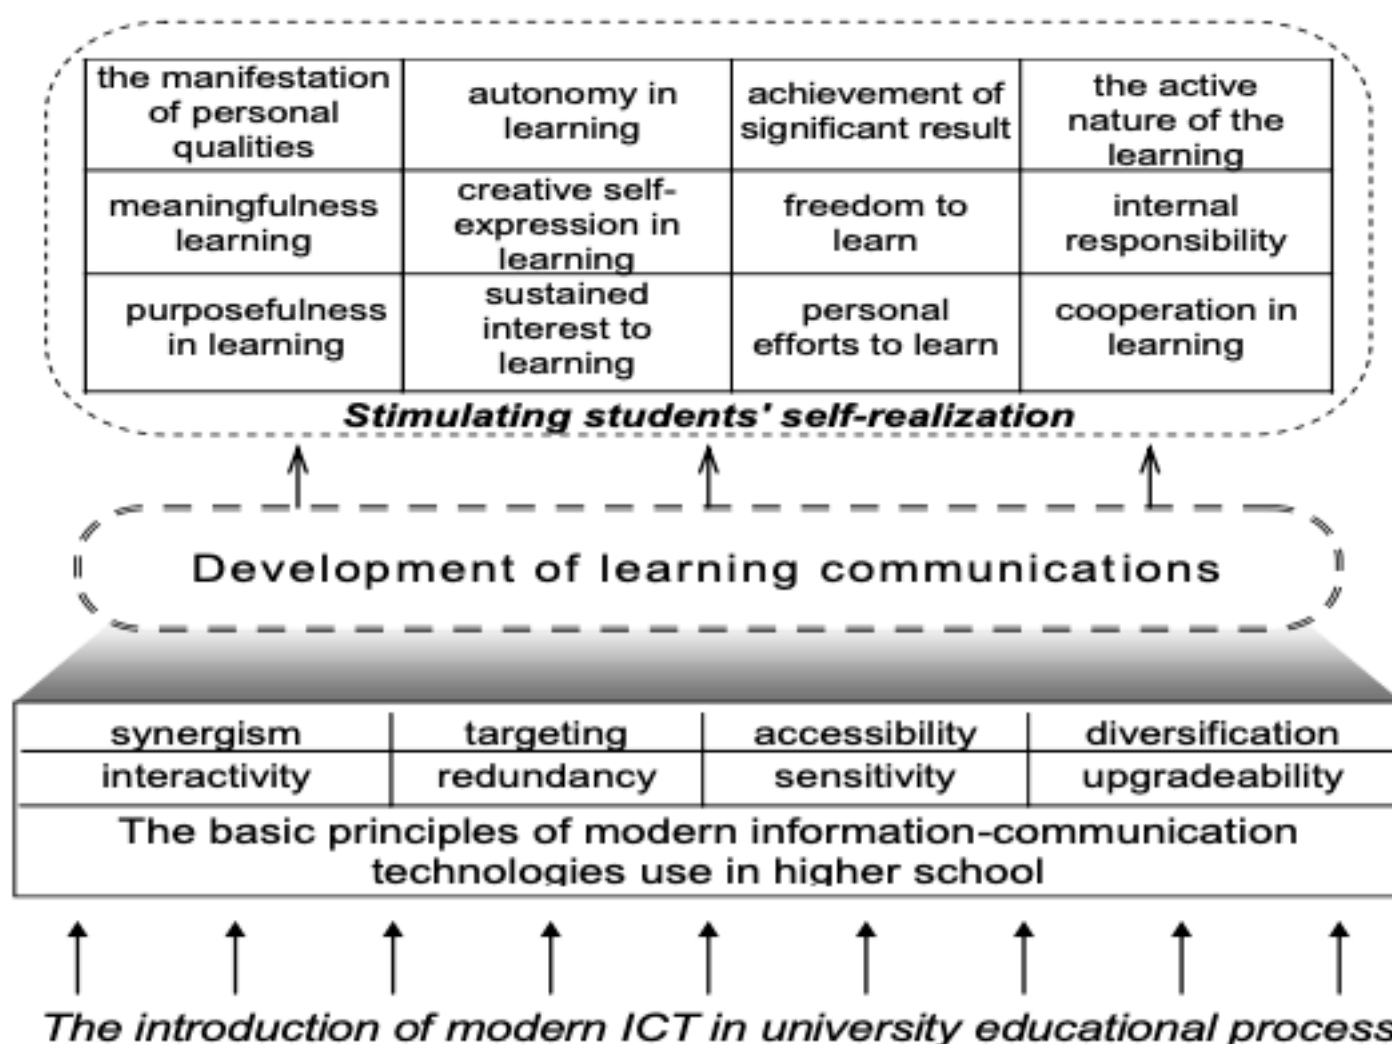 the manifestation
of personal
qualities
autonomy in
learning
achievement of
significant result
the active
nature of the
learning
meaningfulness
learning
creative self-
expression in
learning
freedom to
learn
internal
responsibility
purposefulness
in learning
sustained
interest to
learning
personal
efforts to learn
cooperation in
learning
Stimulating students' self-realization
Development of learning communications
synergism
targeting
accessibility
diversification
interactivity
redundancy
sensitivity
upgradeability
The basic principles of modern information-communication
technologies use in higher school
The introduction of modern ICT in university educational process